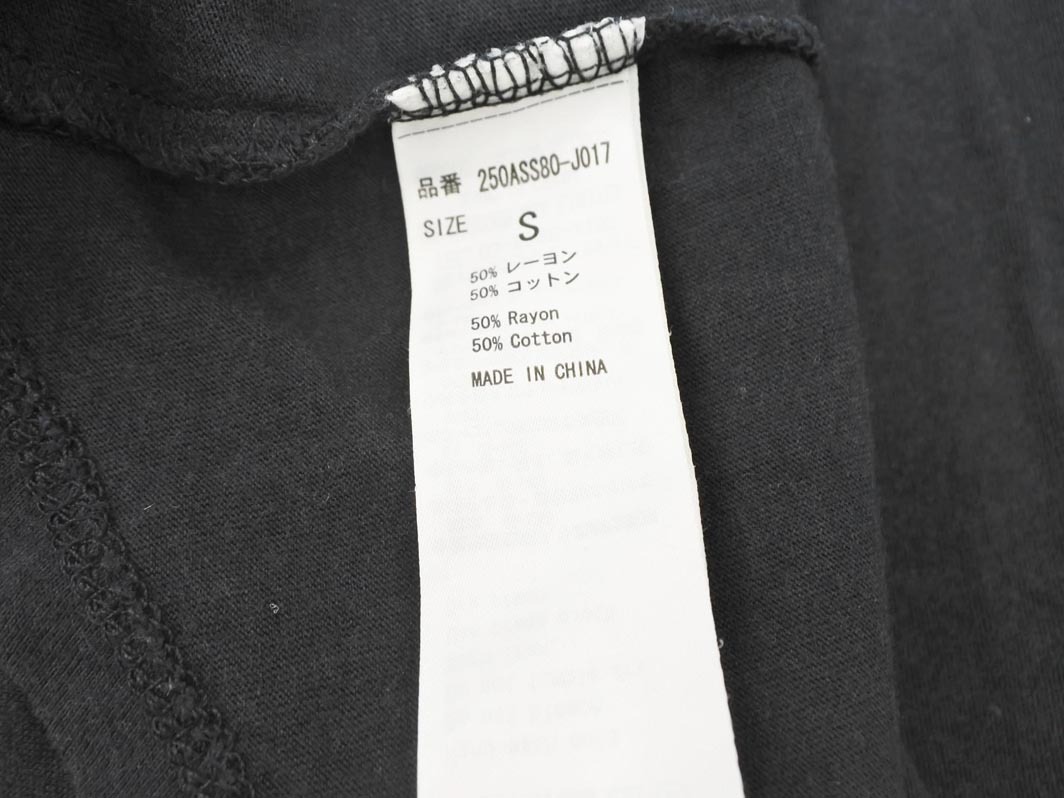 品番 250ASS80-J017
SIZE S
50% レーヨン
50% コットン
50% Rayon
50% Cotton
MADE IN CHINA